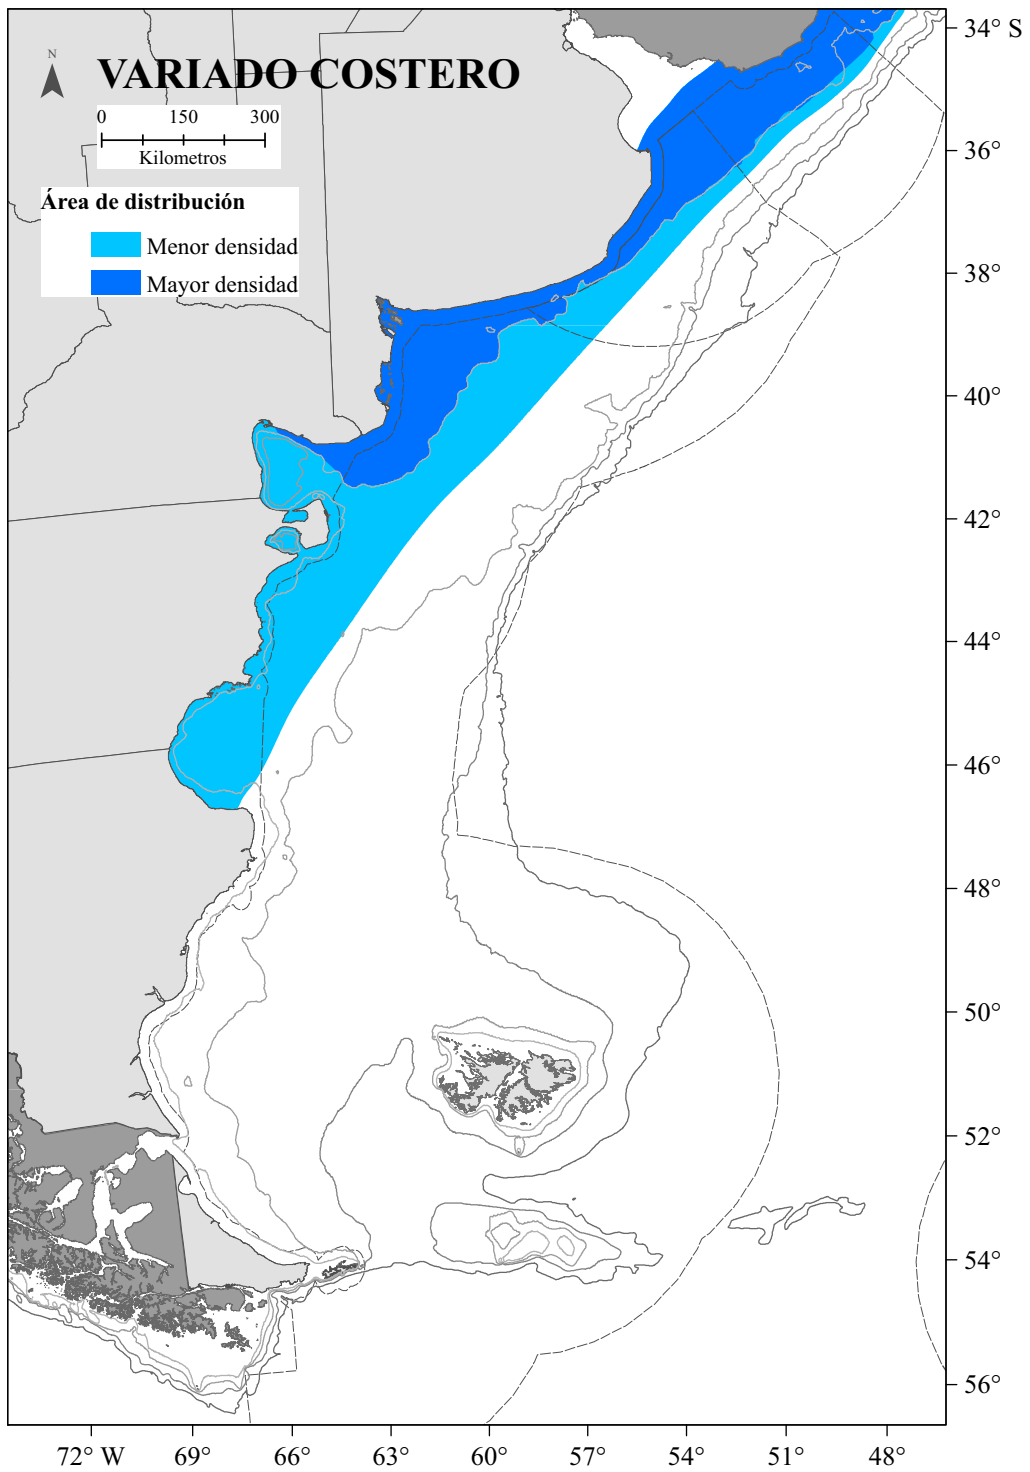 N
VARIADO COSTERO
0 150 300
Kilometros
Área de distribución
Menor densidad
Mayor densidad
34° S
36°
38°
40°
42°
44°
46°
48°
50°
52°
54°
56°
72° W 69° 66° 63° 60° 57° 54° 51° 48°